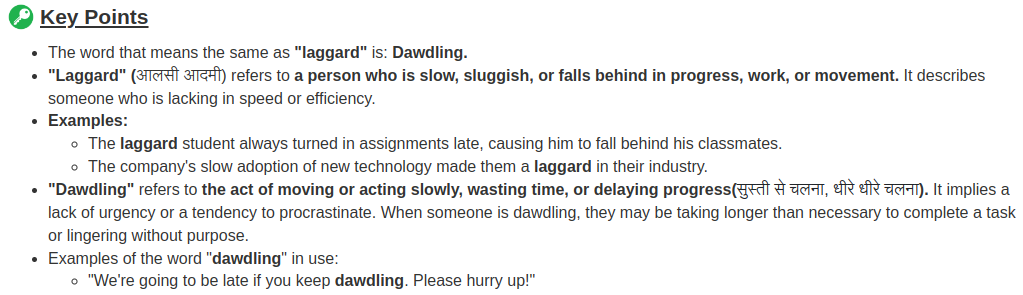 Key Points
The word that means the same as "laggard" is: Dawdling.
"Laggard" (आलसी आदमी) refers to a person who is slow, sluggish, or falls behind in progress, work, or movement. It describes
someone who is lacking in speed or efficiency.
Examples:
The laggard student always turned in assignments late, causing him to fall behind his classmates.
The company's slow adoption of new technology made them a laggard in their industry.
"Dawdling" refers to the act of moving or acting slowly, wasting time, or delaying progress(सुस्ती से चलना, धीरे धीरे चलना). It implies a
lack of urgency or a tendency to procrastinate. When someone is dawdling, they may be taking longer than necessary to complete a task
or lingering without purpose.
Examples of the word "dawdling" in use:
"We're going to be late if you keep dawdling. Please hurry up!"